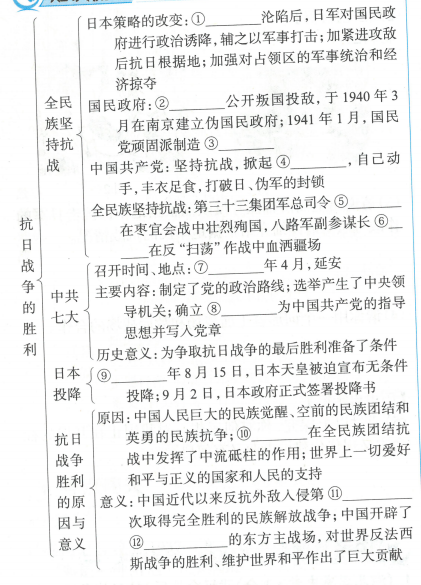 日本策略的改变:①________沦陷后,日军对国民政
府进行政治诱降,辅之以军事打击;加紧进攻敌
后抗日根据地;加强对占领区的军事统治和经
济掠夺
全民
族坚
持抗
战
国民政府:②________公开叛国投敌,于1940年3
月在南京建立伪国民政府;1941年1月,国民
党顽固派制造③________
中国共产党:坚持抗战,掀起④________,自己动
手,丰衣足食,打破日、伪军的封锁
全民族坚持抗战:第三十三集团军总司令⑤________
在枣宜会战中壮烈殉国,八路军副参谋长⑥__
____在反“扫荡”作战中血洒疆场
抗
日
战
争
的
胜
利
中共
七大
召开时间、地点:⑦________年4月,延安
主要内容:制定了党的政治路线;选举产生了中央领
导机关;确立⑧________为中国共产党的指导
思想并写入党章
历史意义:为争取抗日战争的最后胜利准备了条件
日本
投降
⑨________年8月15日,日本天皇被迫宣布无条件
投降;9月2日,日本政府正式签署投降书
抗日
战争
胜利
的原
因与
意义
原因:中国人民巨大的民族觉醒、空前的民族团结和
英勇的民族抗争;⑩________在全民族团结抗
战中发挥了中流砥柱的作用;世界上一切爱好
和平与正义的国家和人民的支持
意义:中国近代以来反抗外敌入侵第⑪________
次取得完全胜利的民族解放战争;中国开辟了
⑫________的东方主战场,对世界反法西
斯战争的胜利、维护世界和平作出了巨大贡献